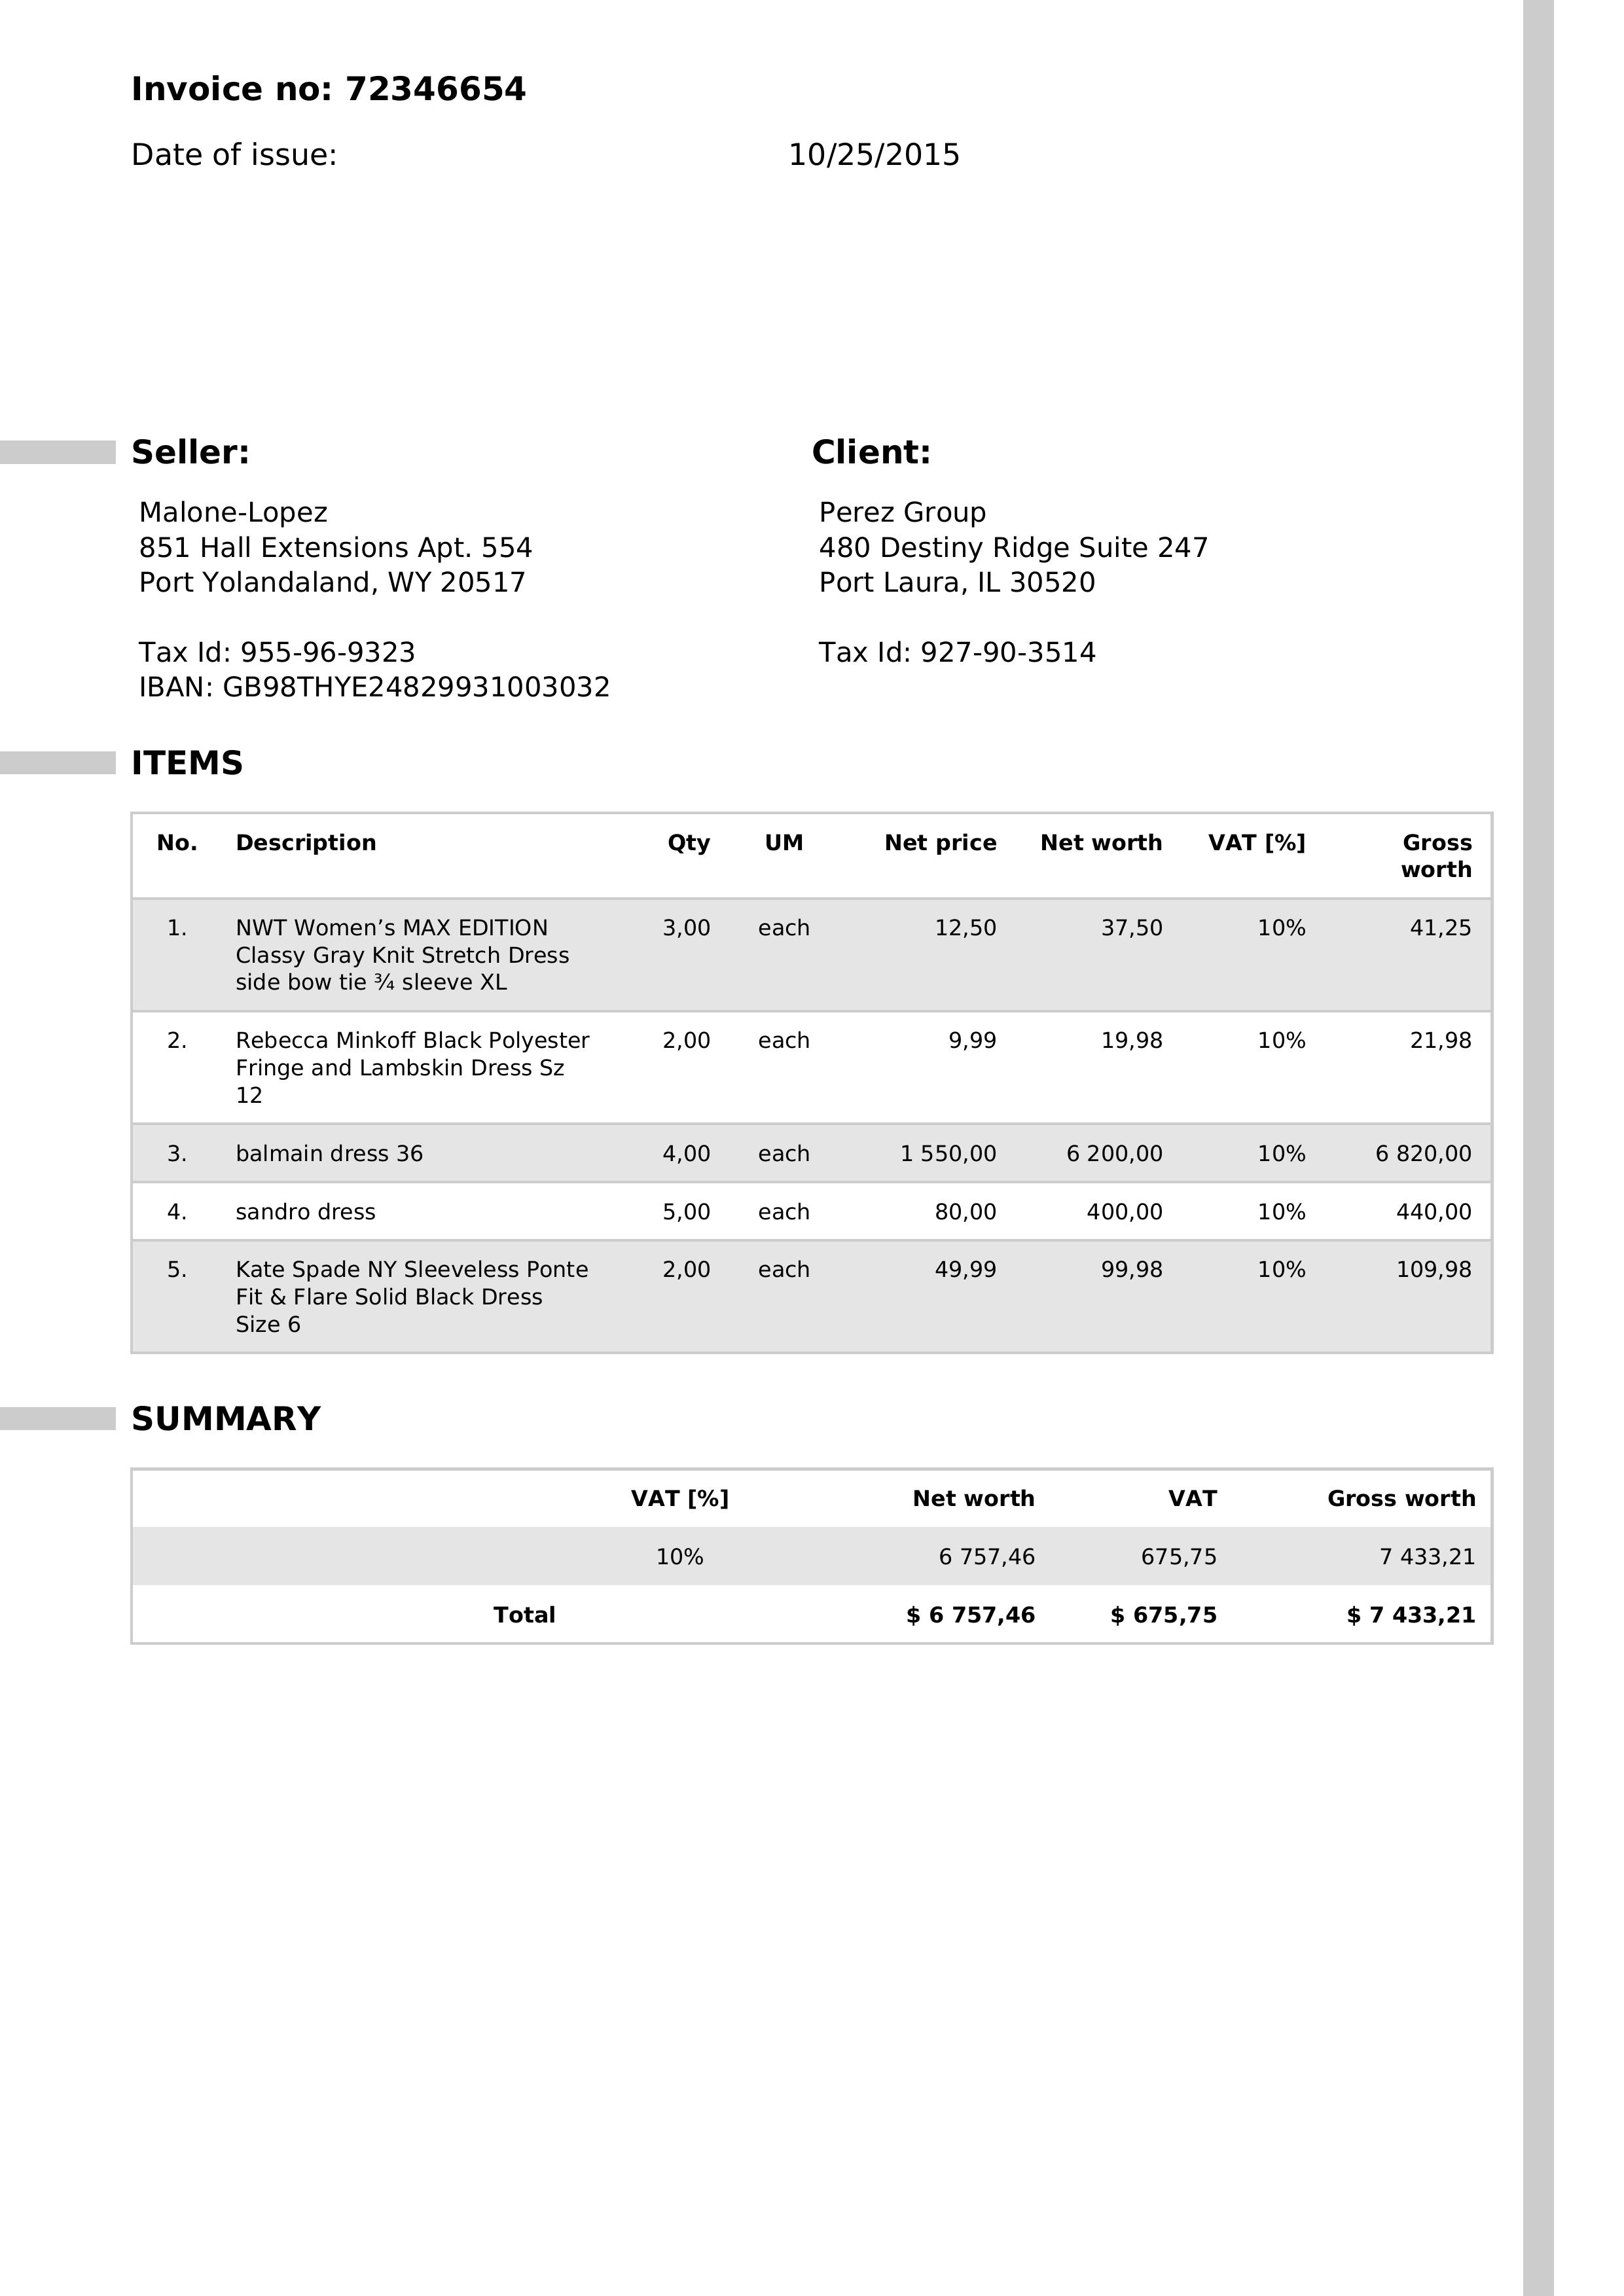 Invoice no: 72346654
Date of issue: 10/25/2015
Seller:
Malone-Lopez
851 Hall Extensions Apt. 554
Port Yolandaland, WY 20517
Tax Id: 955-96-9323
IBAN: GB98THYE24829931003032
Client:
Perez Group
480 Destiny Ridge Suite 247
Port Laura, IL 30520
Tax Id: 927-90-3514
ITEMS
No. Description Qty UM Net price Net worth VAT [%] Gross
worth
1. NWT Women’s MAX EDITION 3,00 each 12,50 37,50 10% 41,25
Classy Gray Knit Stretch Dress
side bow tie ¾ sleeve XL
2. Rebecca Minkoff Black Polyester 2,00 each 9,99 19,98 10% 21,98
Fringe and Lambskin Dress Sz
12
3. balmain dress 36 4,00 each 1 550,00 6 200,00 10% 6 820,00
4. sandro dress 5,00 each 80,00 400,00 10% 440,00
5. Kate Spade NY Sleeveless Ponte 2,00 each 49,99 99,98 10% 109,98
Fit & Flare Solid Black Dress
Size 6
SUMMARY
VAT [%] Net worth VAT Gross worth
10% 6 757,46 675,75 7 433,21
Total $ 6 757,46 $ 675,75 $ 7 433,21